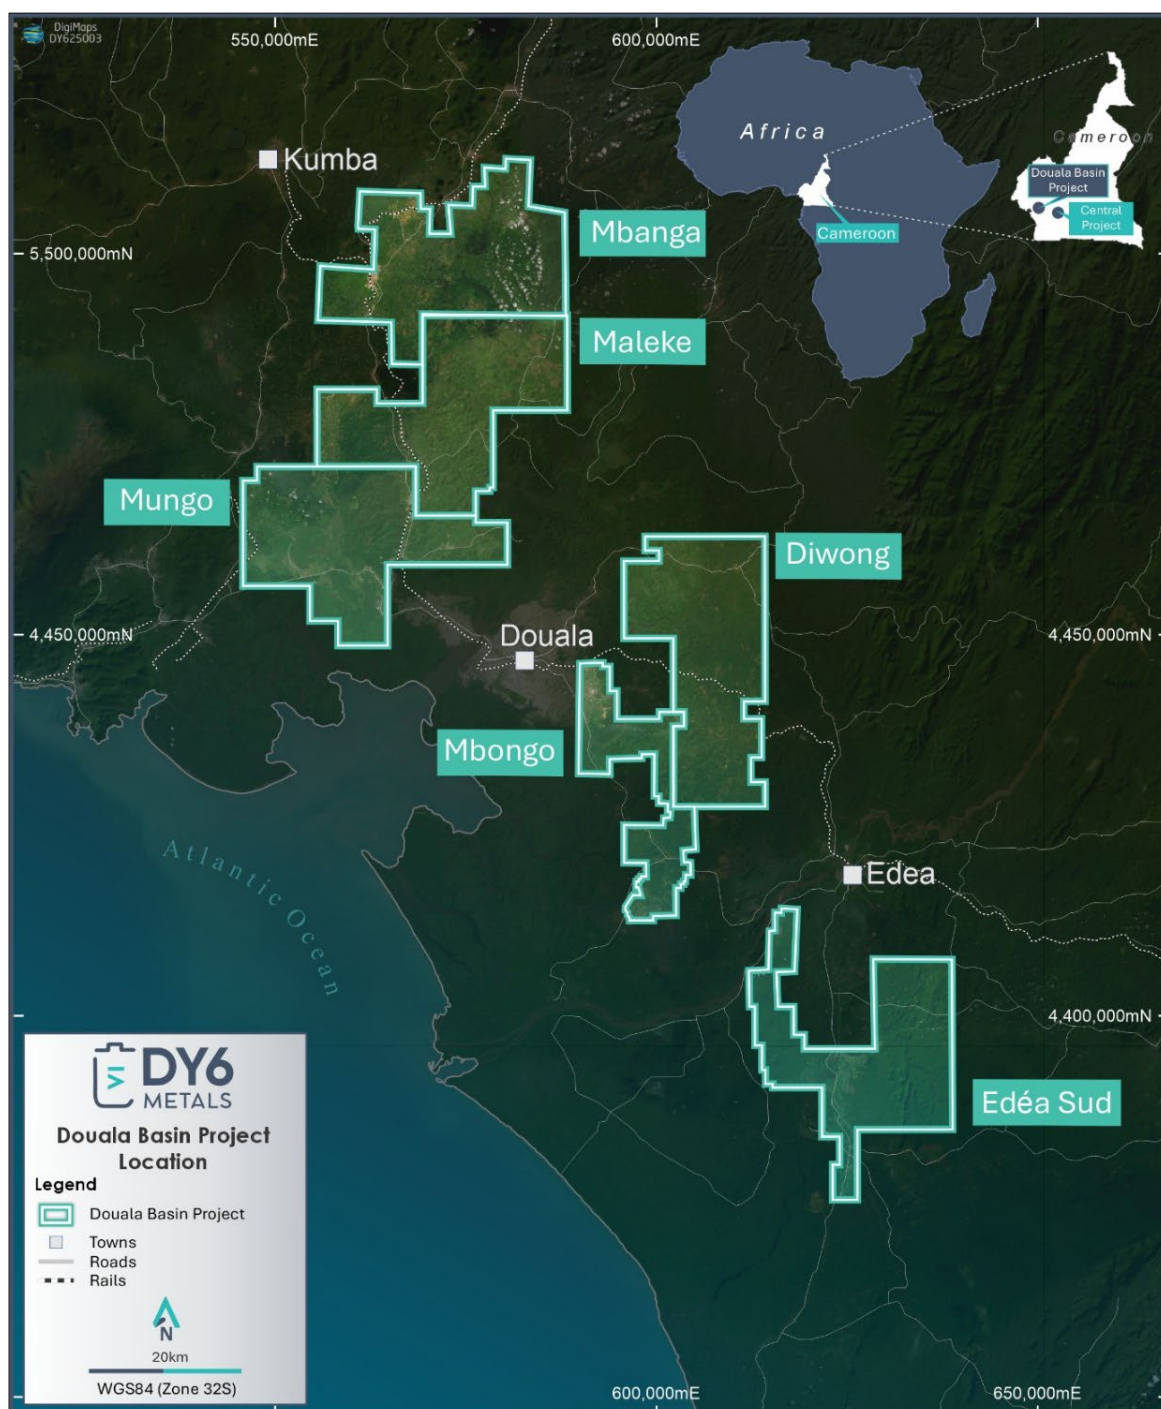 DigiMaps
DY625003
550,000mE
600,000mE
Africa
Cameroon
Douala Basin
Project
Central
Project
Cameroon
Kumba
Mbanga
5,500,000mN
Maleke
Mungo
Diwong
4,450,000mN
Douala
4,450,000mN
Mbongo
Atlantic Ocean
Edea
4,400,000mN
Edéa Sud
DY6
METALS
Douala Basin Project
Location
Legend
Douala Basin Project
Towns
Roads
Rails
N
20km
WGS84 (Zone 32S)
600,000mE
650,000mE